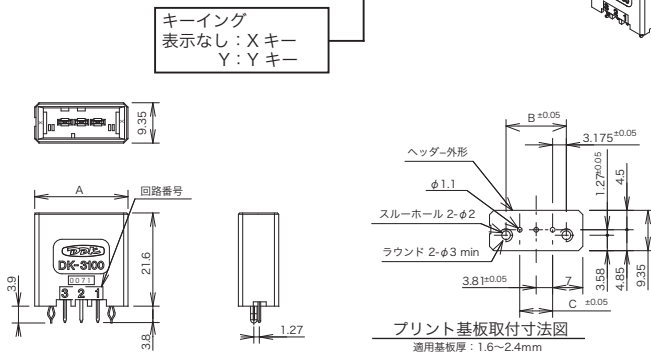 キーイング
表示なし：X キー
Y：Y キー
9.35
A
回路番号
DDK
DK-3100
0071
3 2 1
3.9
21.6
3.8
1.27
B ±0.05
3.175±0.05
ヘッダー外形
φ1.1
スルーホール 2-φ2
ラウンド 2-φ3 min
1.27±0.05
4.5
3.81±0.05
7
3.58
4.85
9.35
C ±0.05
プリント基板取付寸法図
適用基板厚：1.6〜2.4mm